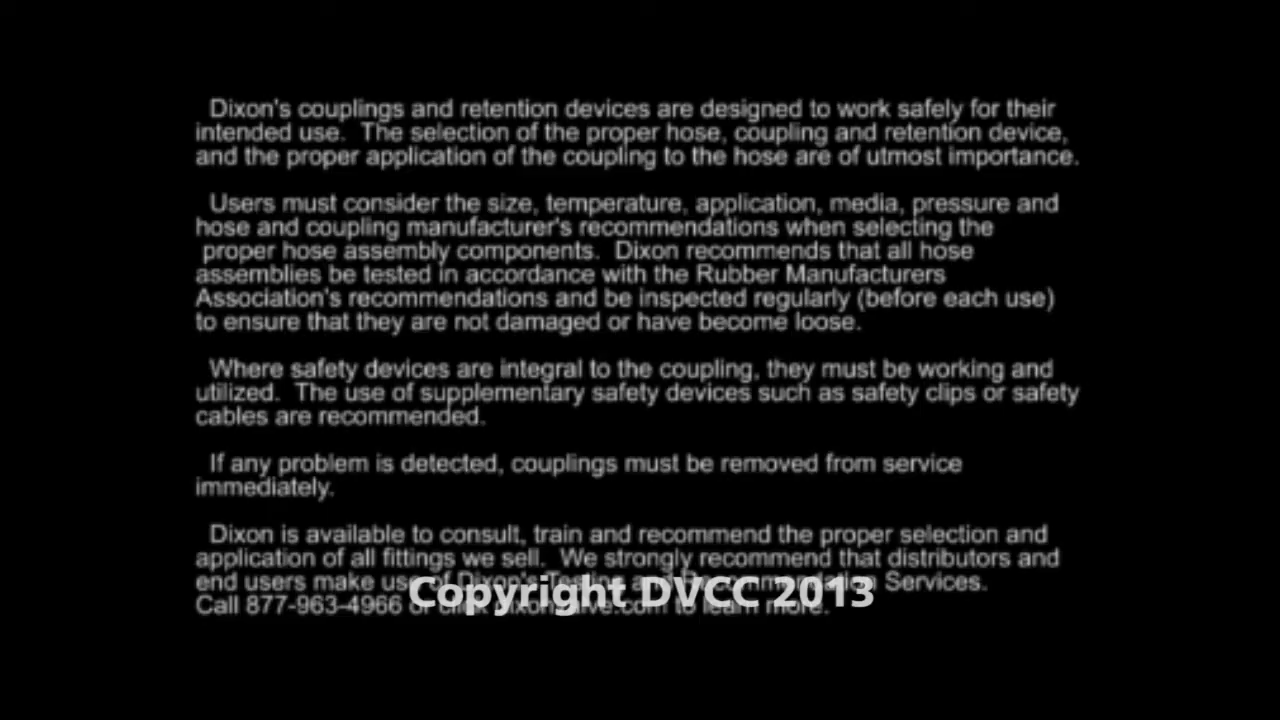 Dixon's couplings and retention devices are designed to work safely for their
intended use. The selection of the proper hose, coupling and retention device,
and the proper application of the coupling to the hose are of utmost importance.
Users must consider the size, temperature, application, media, pressure and
hose and coupling manufacturer's recommendations when selecting the
proper hose assembly components. Dixon recommends that all hose
assemblies be tested in accordance with the Rubber Manufacturers
Association's recommendations and be inspected regularly (before each use)
to ensure that they are not damaged or have become loose.
Where safety devices are integral to the coupling, they must be working and
utilized. The use of supplementary safety devices such as safety clips or safety
cables are recommended.
If any problem is detected, couplings must be removed from service
immediately.
Dixon is available to consult, train and recommend the proper selection and
application of all fittings we sell. We strongly recommend that distributors and
end users make use of Dixon's Testing and Recommendation Services.
Call 877-963-4966 or to learn more.
Copyright DVCC 2013